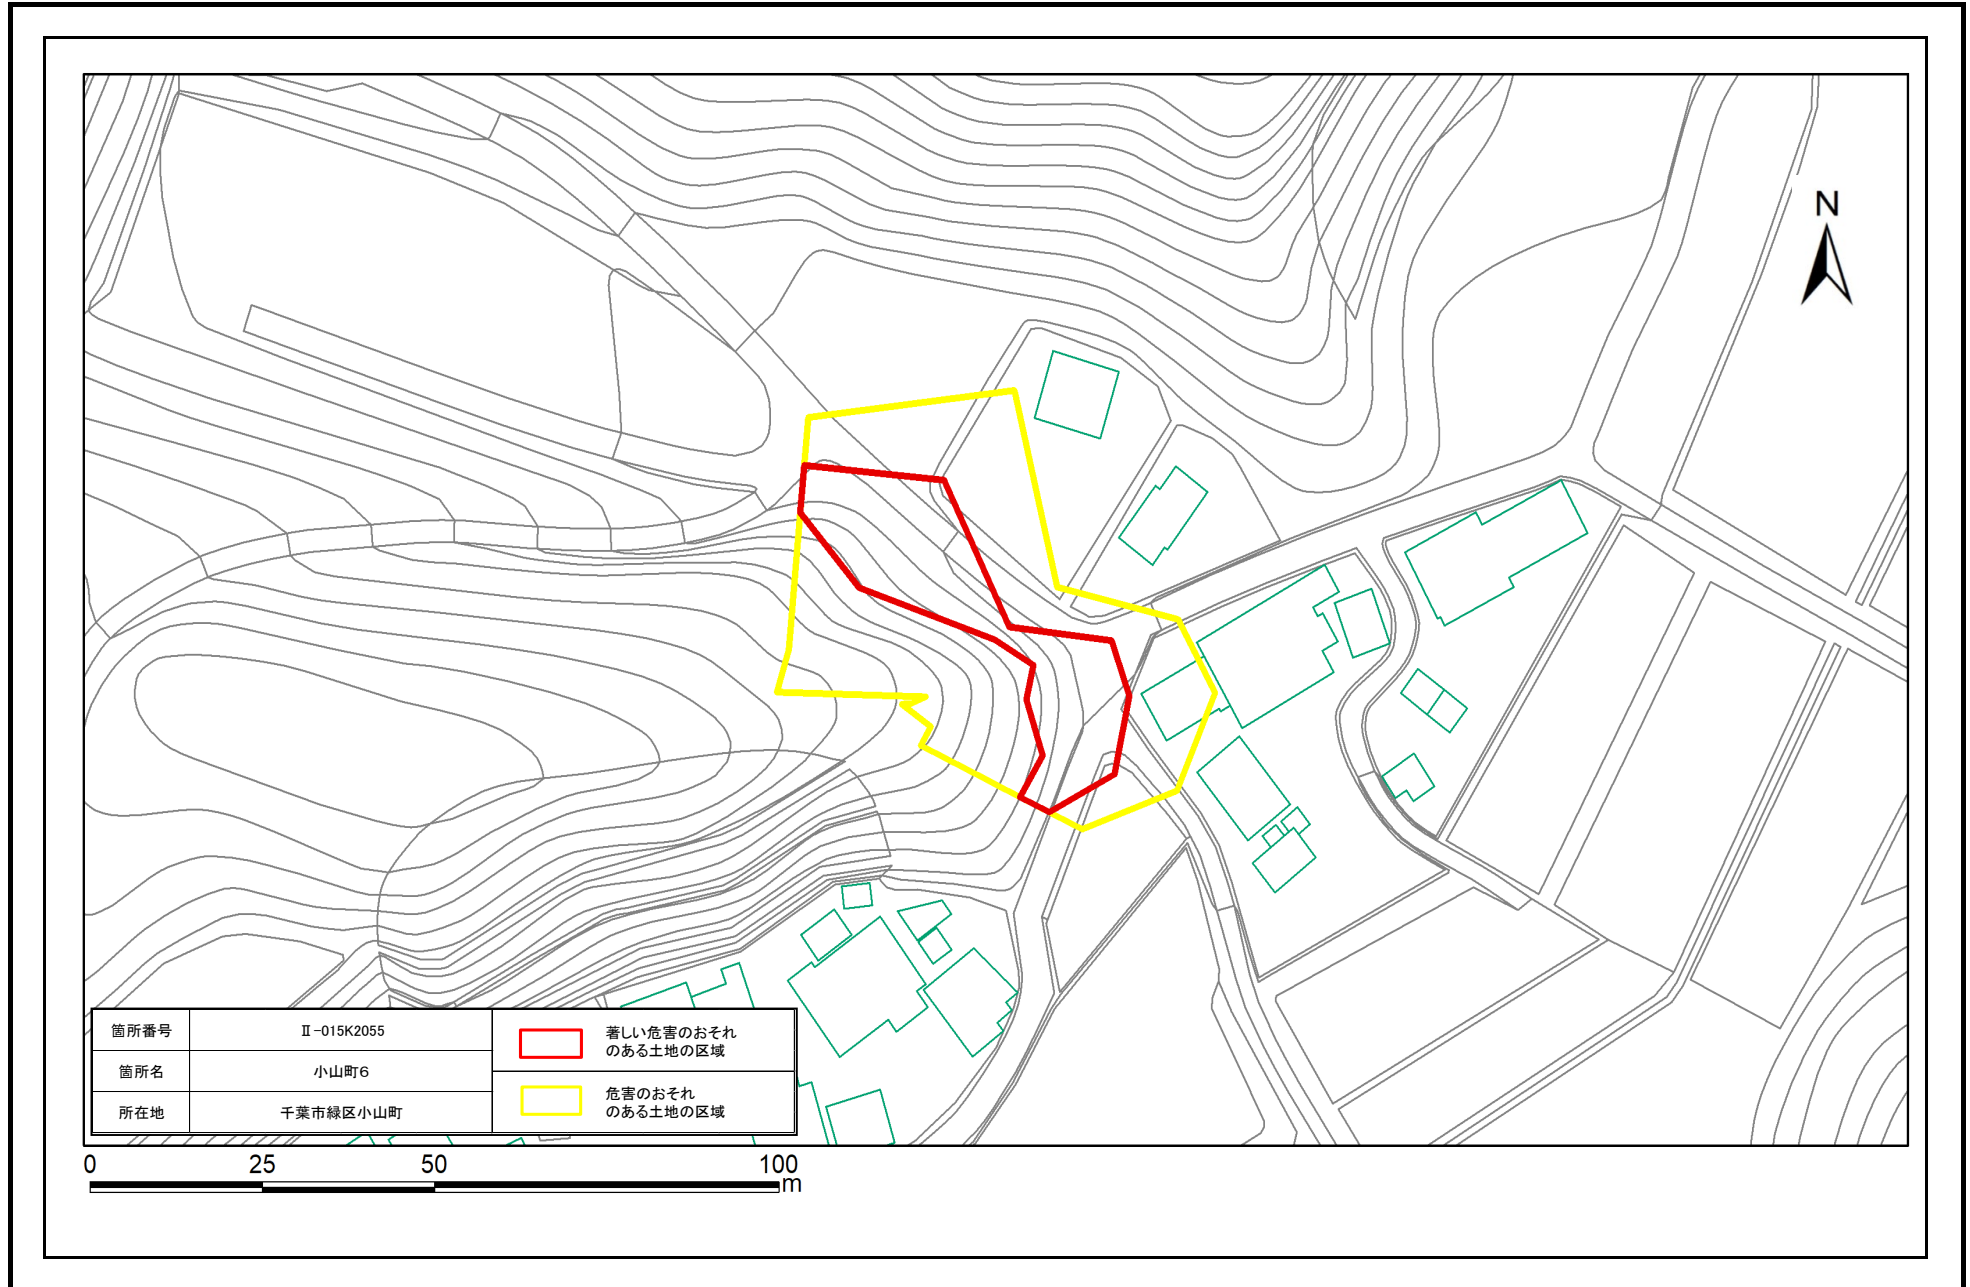 N
箇所番号
Ⅱ-015K2055
箇所名
小山町6
所在地
千葉市緑区小山町
著しい危害のおそれ
のある土地の区域
危害のおそれ
のある土地の区域
0 25 50 100
m